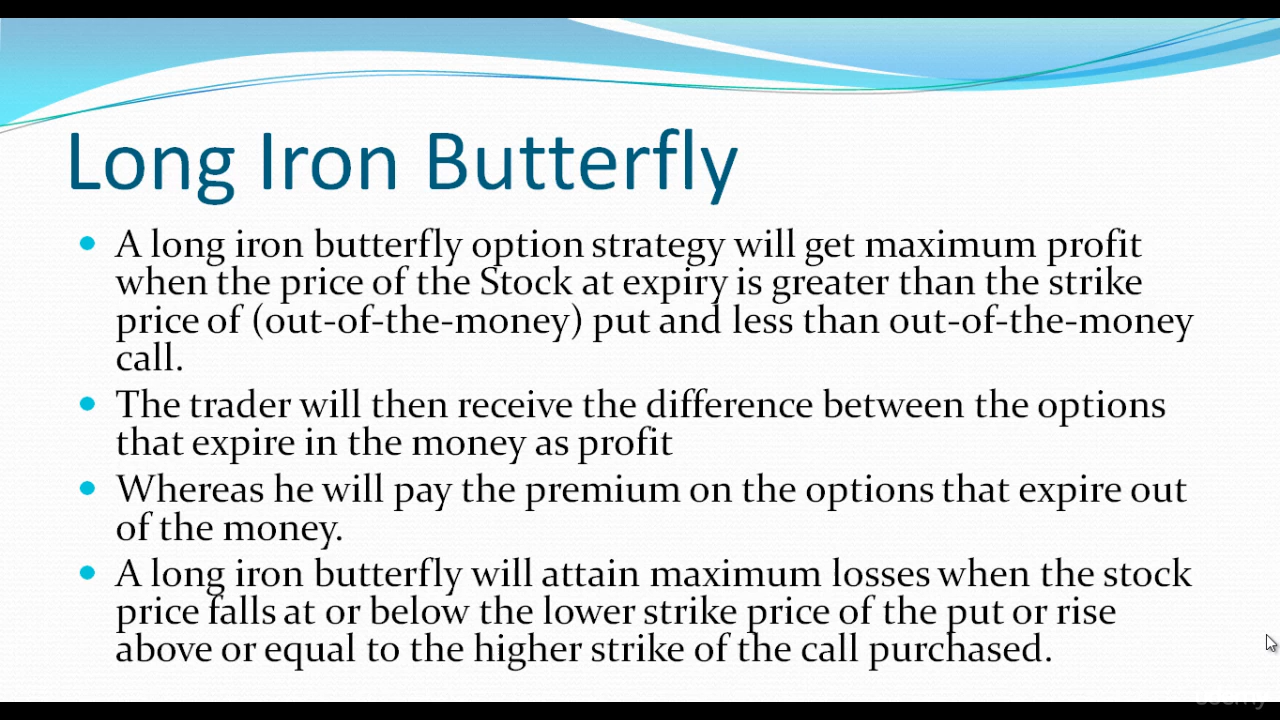 Long Iron Butterfly
A long iron butterfly option strategy will get maximum profit
when the price of the Stock at expiry is greater than the strike
price of (out-of-the-money) put and less than out-of-the-money
call.
The trader will then receive the difference between the options
that expire in the money as profit
Whereas he will pay the premium on the options that expire out
of the money.
A long iron butterfly will attain maximum losses when the stock
price falls at or below the lower strike price of the put or rise
above or equal to the higher strike of the call purchased.